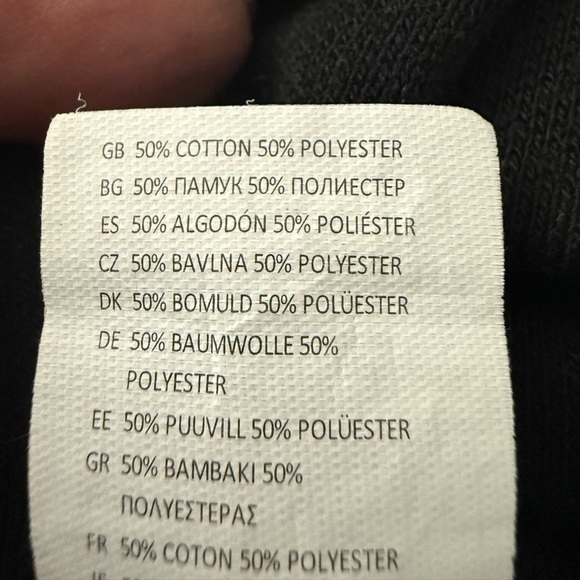 GB 50% COTTON 50% POLYESTER
BG 50% ПАМУК 50% ПОЛИЕСТЕР
ES 50% ALGODÓN 50% POLIÉSTER
CZ 50% BAVLNA 50% POLYESTER
DK 50% BOMULD 50% POLÜESTER
DE 50% BAUMWOLLE 50%
POLYESTER
EE 50% PUUVILL 50% POLÜESTER
GR 50% ΒΑΜΒΑΚΙ 50%
ΠΟΛΥΕΣΤΕΡΑΣ
FR 50% COTON 50% POLYESTER